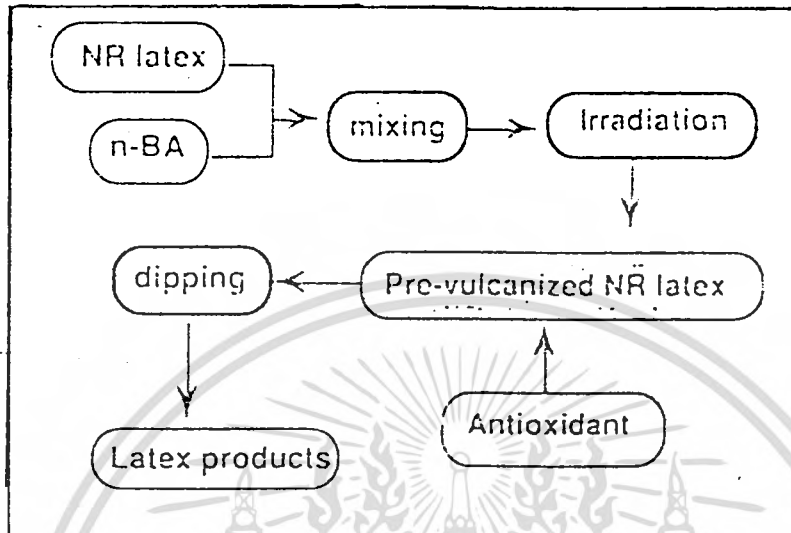 NR latex
n-BA
mixing
Irradiation
dipping
Pre-vulcanized NR latex
Latex products
Antioxidant